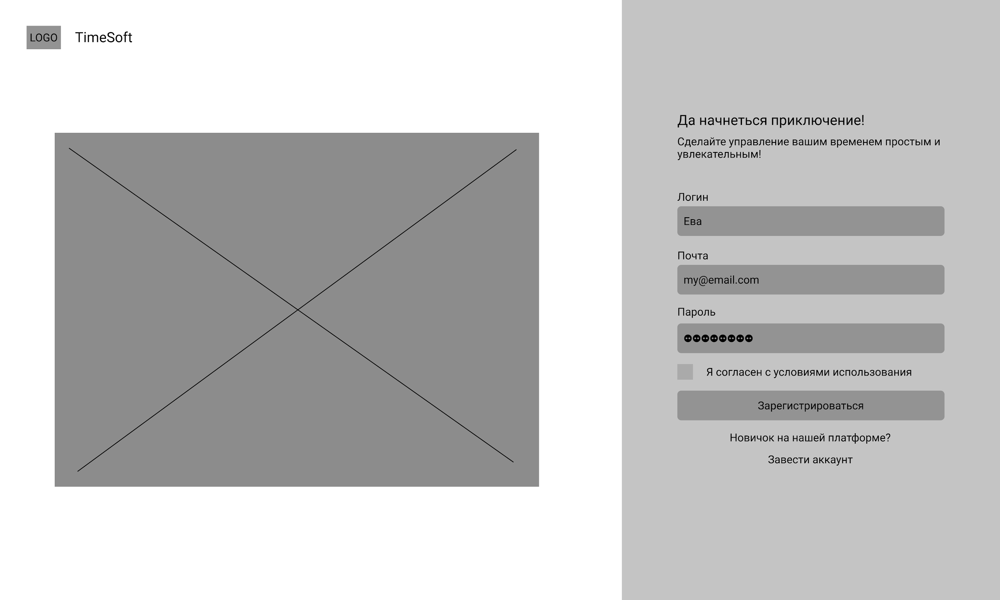 LOGO
TimeSoft
Да начнеться приключение!
Сделайте управление вашим временем простым и
увлекательным!
Логин
Ева
Почта
my@email.com
Пароль
Я согласен с условиями использования
Зарегистрироваться
Новичок на нашей платформе?
Завести аккаунт